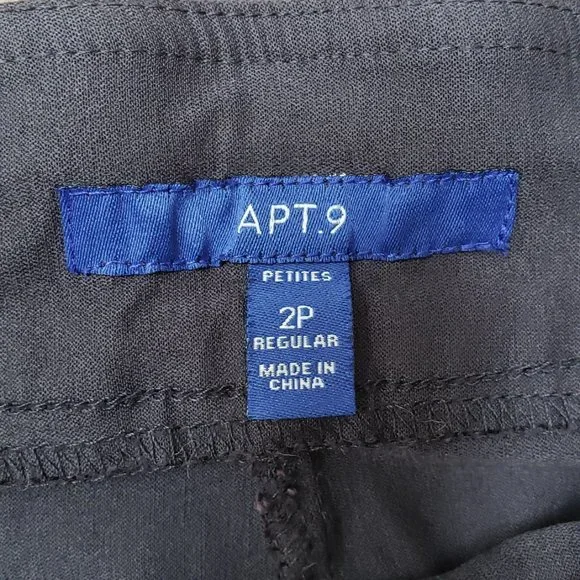 APT.9
PETITES
2P
REGULAR
MADE IN
CHINA